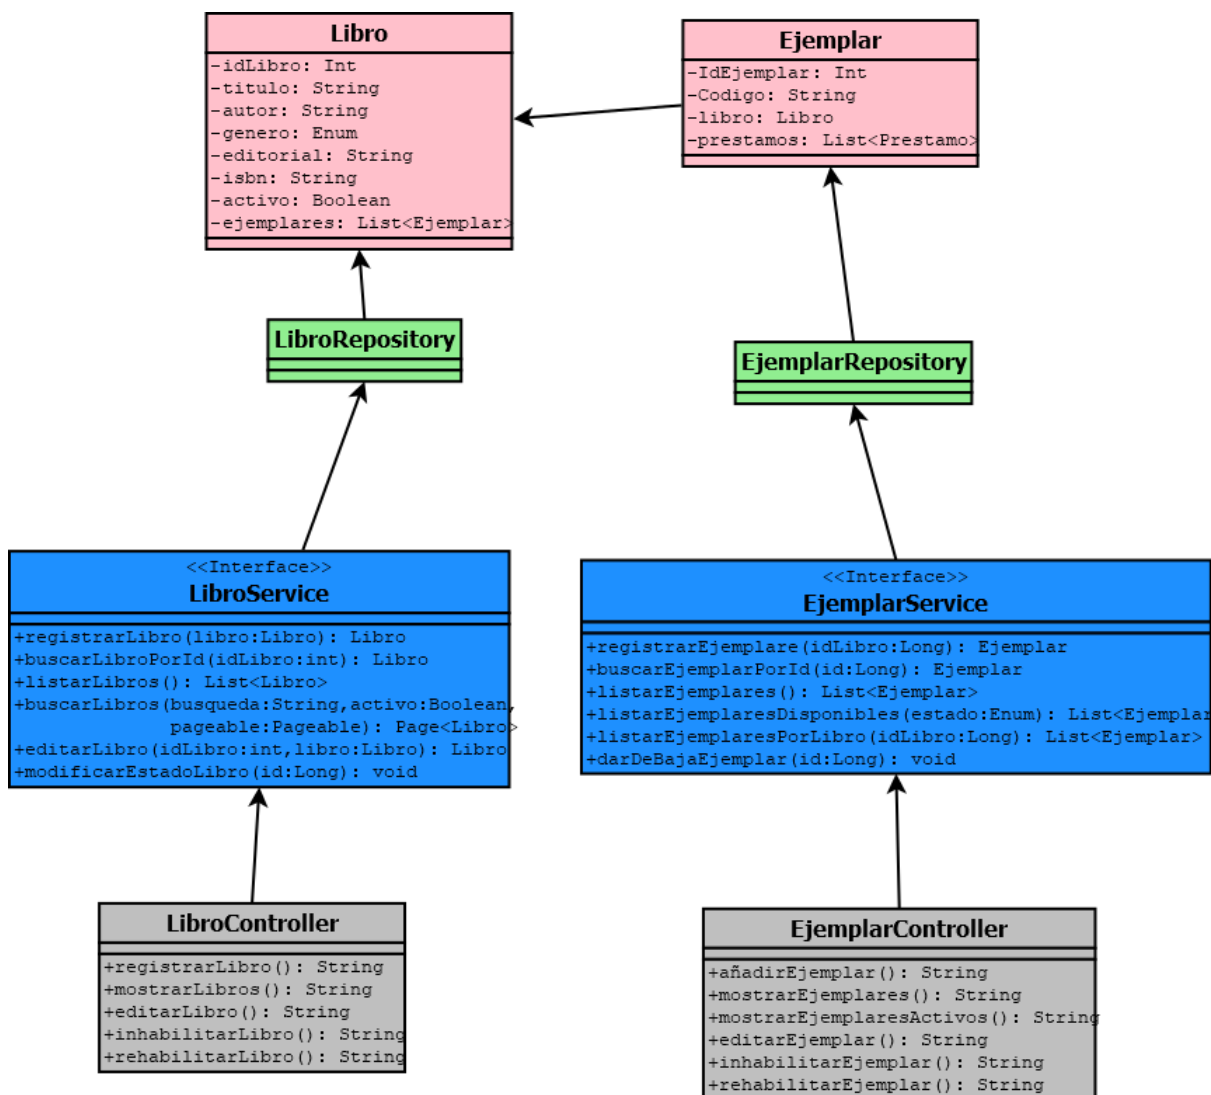 Libro
-idLibro: Int
-titulo: String
-autor: String
-genero: Enum
-editorial: String
-isbn: String
-activo: Boolean
-ejemplares: List<Ejemplar>
Ejemplar
-IdEjemplar: Int
-Codigo: String
-libro: Libro
-prestamos: List<Prestamo>
LibroRepository
EjemplarRepository
<<Interface>>
LibroService
+registrarLibro(libro:Libro): Libro
+buscarLibroPorId(idLibro:int): Libro
+listarLibros(): List<Libro>
+buscarLibros(busqueda:String,activo:Boolean,
pageable:Pageable): Page<Libro>
+editarLibro(idLibro:int,libro:Libro): Libro
+modificarEstadoLibro(id:Long): void
<<Interface>>
EjemplarService
+registrarEjemplare(idLibro:Long): Ejemplar
+buscarEjemplarPorId(id:Long): Ejemplar
+listarEjemplares(): List<Ejemplar>
+listarEjemplaresDisponibles(estado:Enum): List<Ejemplar
+listarEjemplaresPorLibro(idLibro:Long): List<Ejemplar>
+darDeBajaEjemplar(id:Long): void
LibroController
+registrarLibro(): String
+mostrarLibros(): String
+editarLibro(): String
+inhabilitarLibro(): String
+rehabilitarLibro(): String
EjemplarController
+añadirEjemplar(): String
+mostrarEjemplares(): String
+mostrarEjemplaresActivos(): String
+editarEjemplar(): String
+inhabilitarEjemplar(): String
+rehabilitarEjemplar(): String